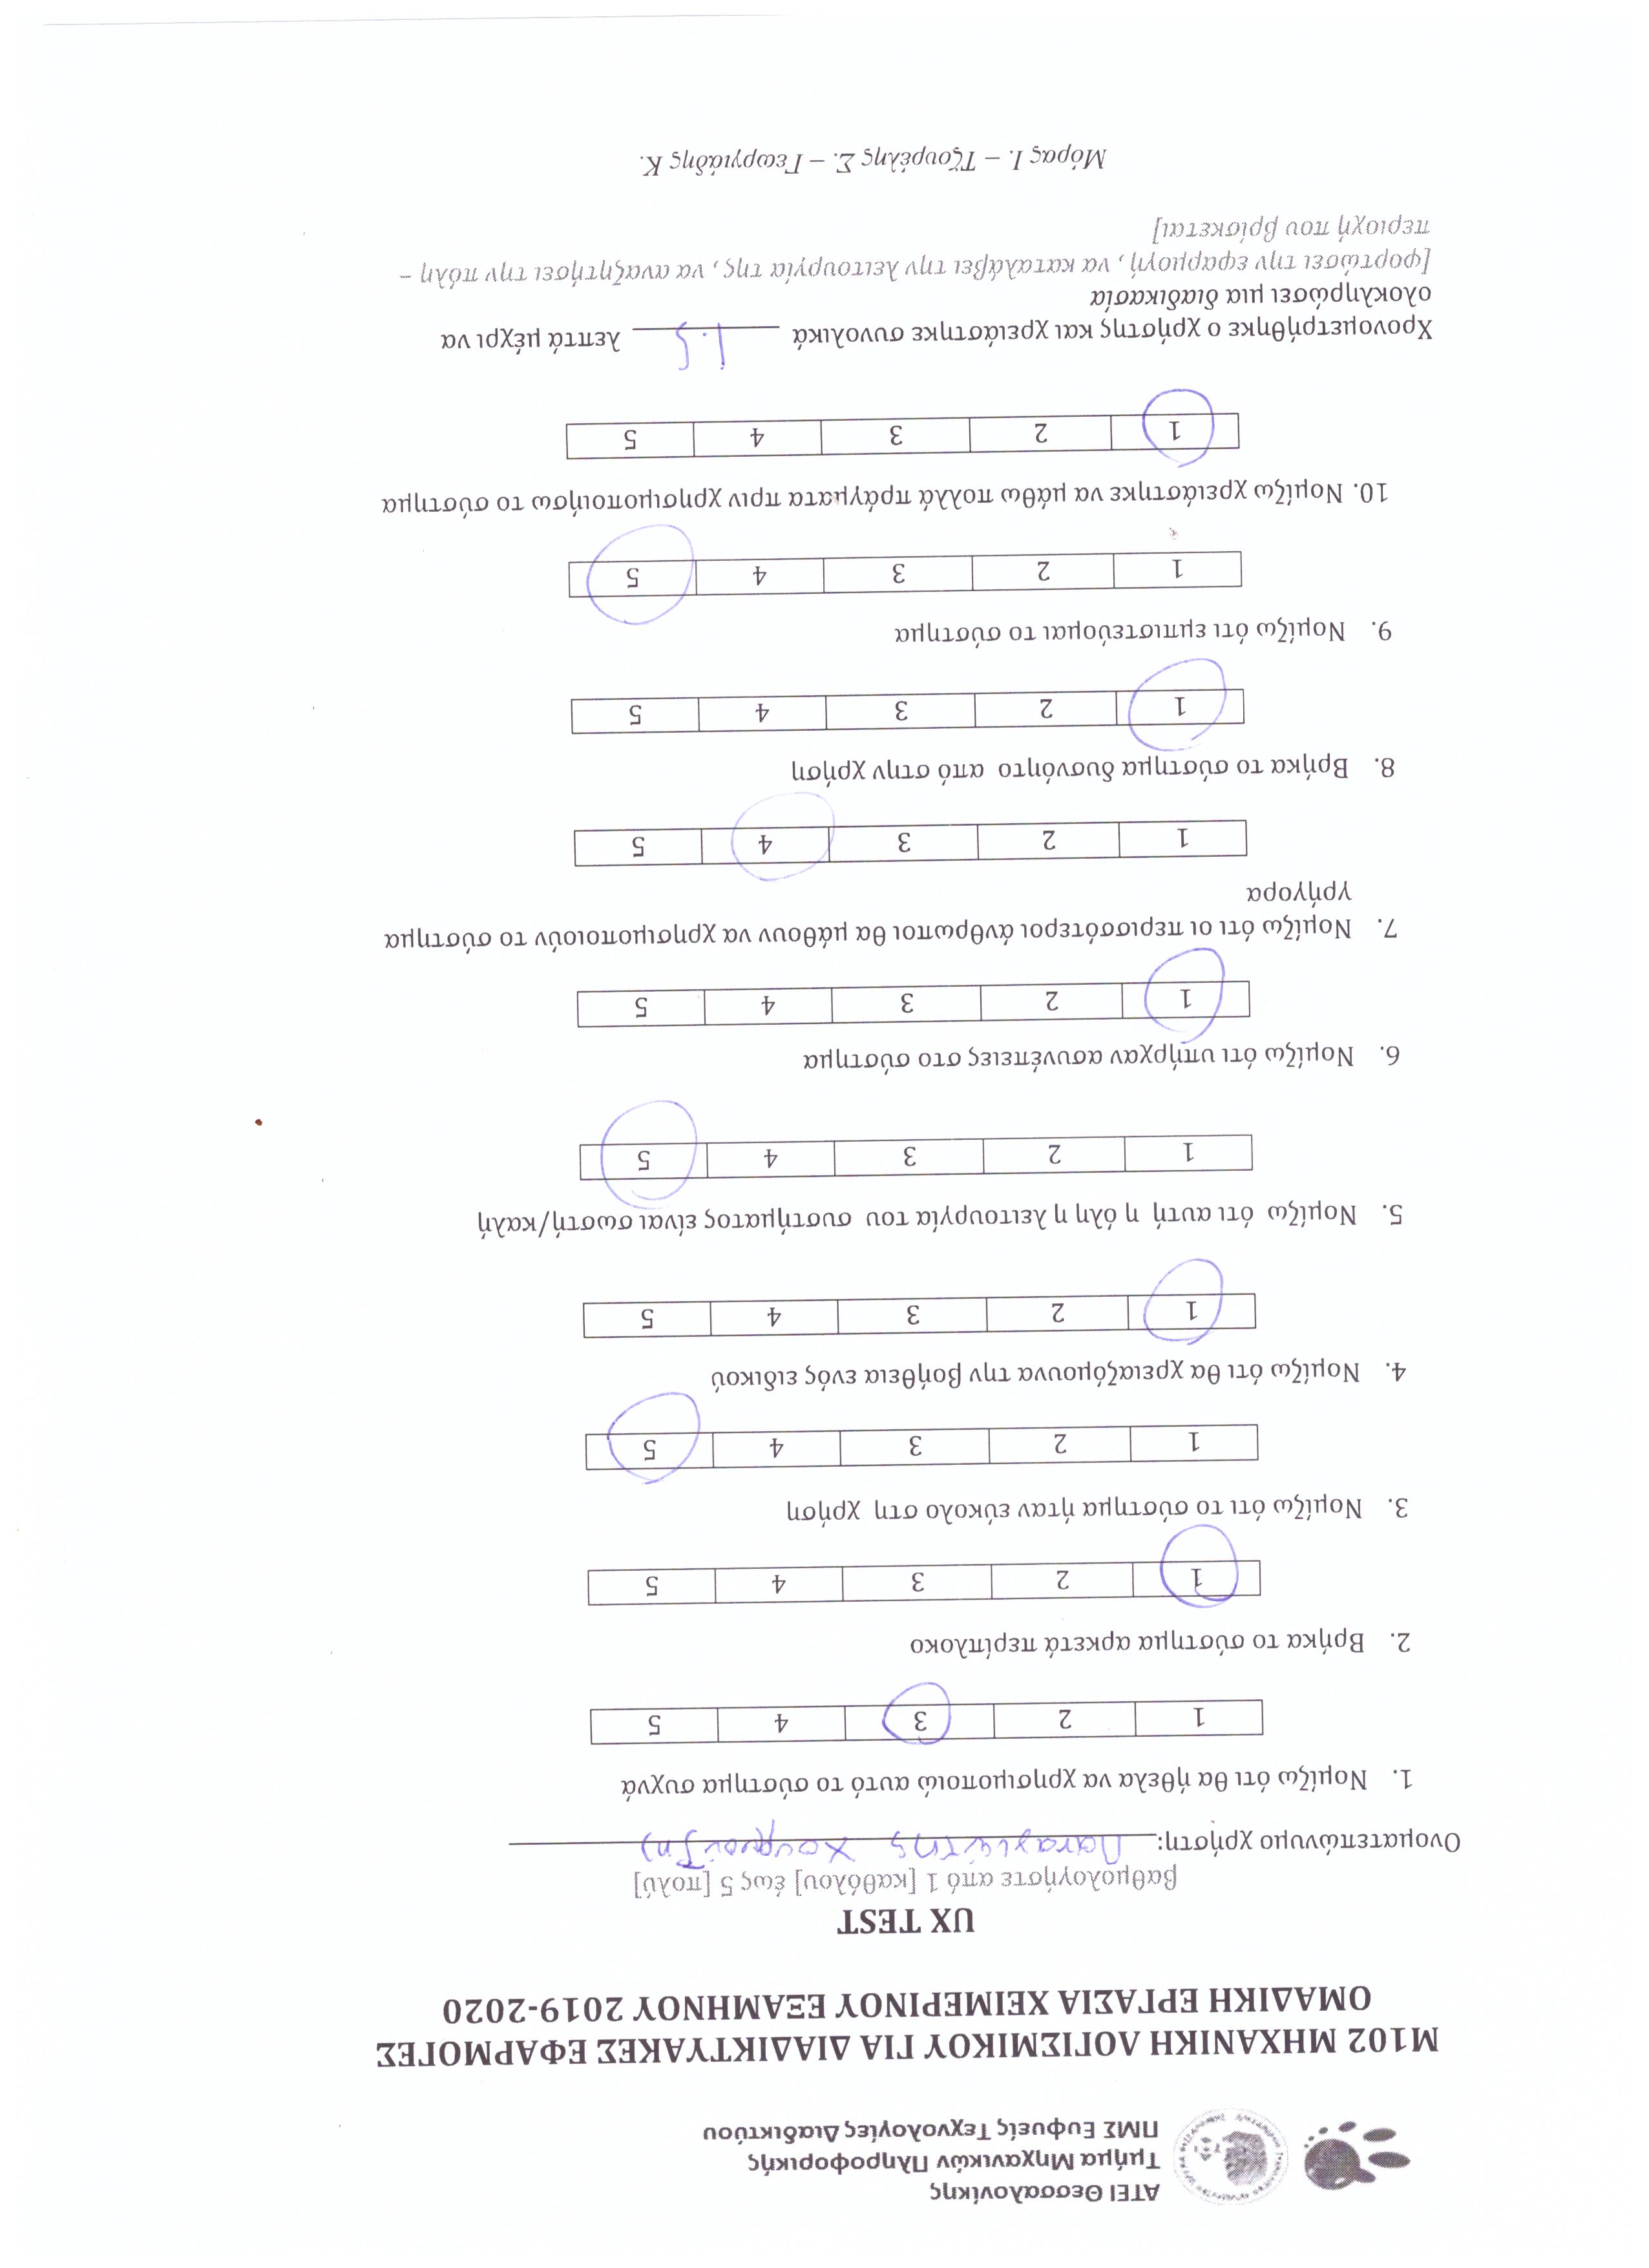 ΑΤΕΙ Θεσσαλονίκης
Τμήμα Μηχανικών Πληροφορικής
ΠΜΣ Ευφυείς Τεχνολογίες Διαδικτύου
Μ102 ΜΗΧΑΝΙΚΗ ΛΟΓΙΣΜΙΚΟΥ ΓΙΑ ΔΙΑΔΙΚΤΥΑΚΕΣ ΕΦΑΡΜΟΓΕΣ
ΟΜΑΔΙΚΗ ΕΡΓΑΣΙΑ ΧΕΙΜΕΡΙΝΟΥ ΕΞΑΜΗΝΟΥ 2019-2020
UX TEST
βαθμολογήστε από 1 [καθόλου] έως 5 [πολύ]
Ονοματεπώνυμο χρήστη: Παναγιώτης
1. Νομίζω ότι θα ήθελα να χρησιμοποιώ αυτό το σύστημα συχνά
1 2 3 4 5
2. Βρήκα το σύστημα αρκετά περίπλοκο
1 2 3 4 5
3. Νομίζω ότι το σύστημα ήταν εύκολο στη χρήση
1 2 3 4 5
4. Νομίζω ότι θα χρειαζόμουνα την βοήθεια ενός ειδικού
1 2 3 4 5
5. Νομίζω ότι αυτή η όλη η λειτουργία του συστήματος είναι σωστή/καλή
1 2 3 4 5
6. Νομίζω ότι υπήρχαν ασυνέπειες στο σύστημα
1 2 3 4 5
7. Νομίζω ότι οι περισσότεροι άνθρωποι θα μάθουν να χρησιμοποιούν το σύστημα
γρήγορα
1 2 3 4 5
8. Βρήκα το σύστημα δυσνόητο από στην χρήση
1 2 3 4 5
9. Νομίζω ότι εμπιστεύομαι το σύστημα
1 2 3 4 5
10. Νομίζω χρειάστηκε να μάθω πολλά πράγματα πριν χρησιμοποιήσω το σύστημα
1 2 3 4 5
Χρονομετρήθηκε ο χρήστης και χρειάστηκε συνολικά 1.5 λεπτά μέχρι να
ολοκληρώσει μια διαδικασία
[φορτώσει την εφαρμογή , να καταλάβει την λειτουργία της , να αναζητήσει την πόλη –
περιοχή που βρίσκεται]
Μόρας Ι. – Τζουρέλης Σ. – Γεωργιάδης Κ.